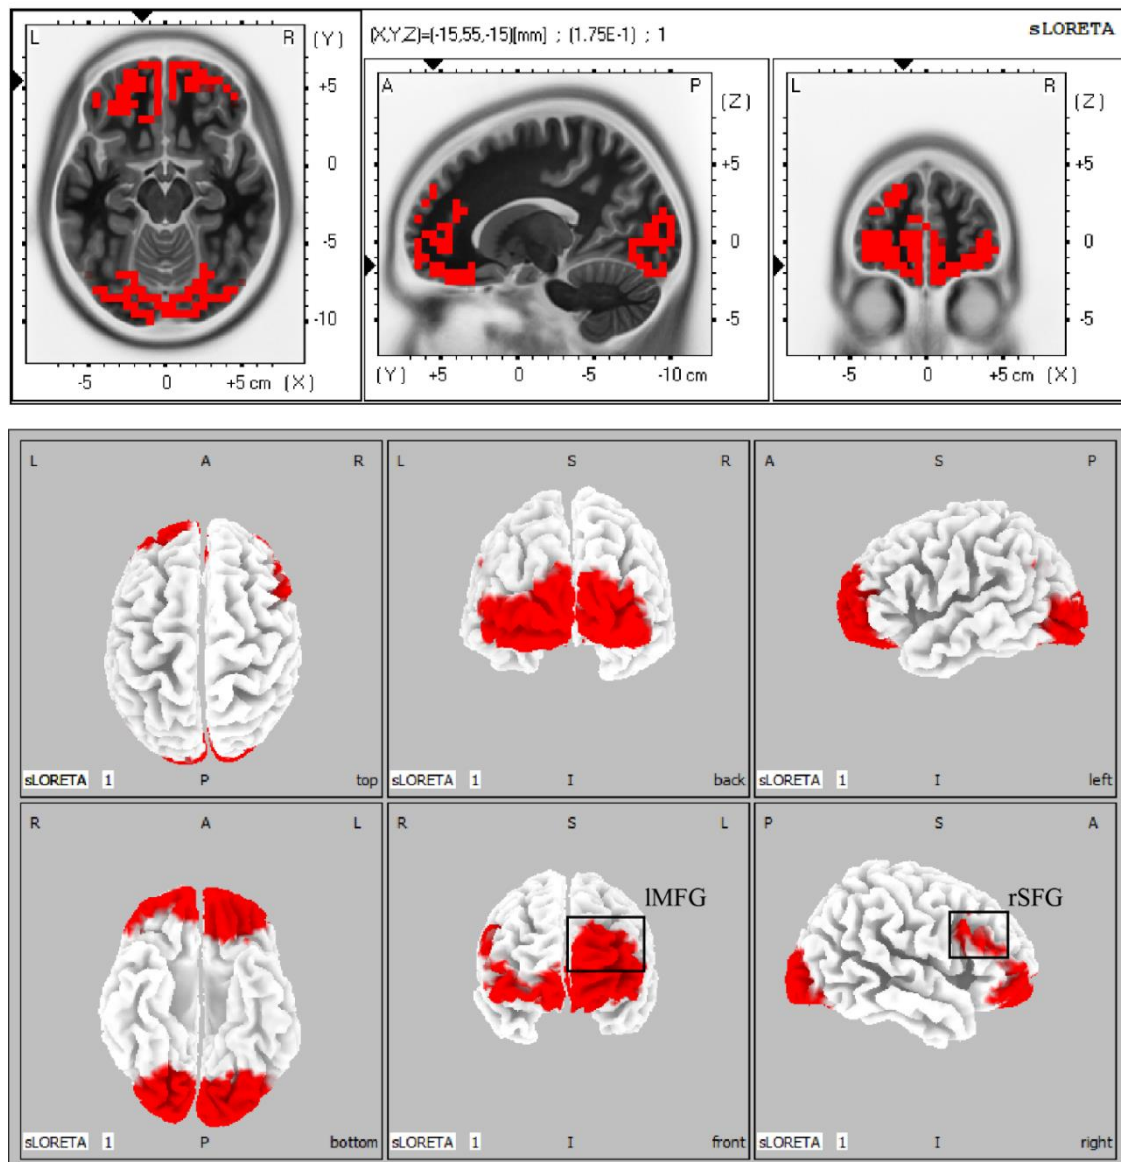 (X,Y,Z)=(-15,55,-15)[mm] ; (1.75E-1) ; 1
sLORETA
L R (Y)
+5
0
-5
-10
-5 0 +5 cm (X)
A P (Z)
+5
0
-5
(Y) +5 0 -5 -10 cm
L R (Z)
+5
0
-5
-5 0 +5 cm (X)
L A R
sLORETA 1 P top
L S R
sLORETA 1 I back
A S P
sLORETA 1 I left
R A L
sLORETA 1 P bottom
R S L
lMFG
sLORETA 1 I front
P S A
rSFG
sLORETA 1 I right